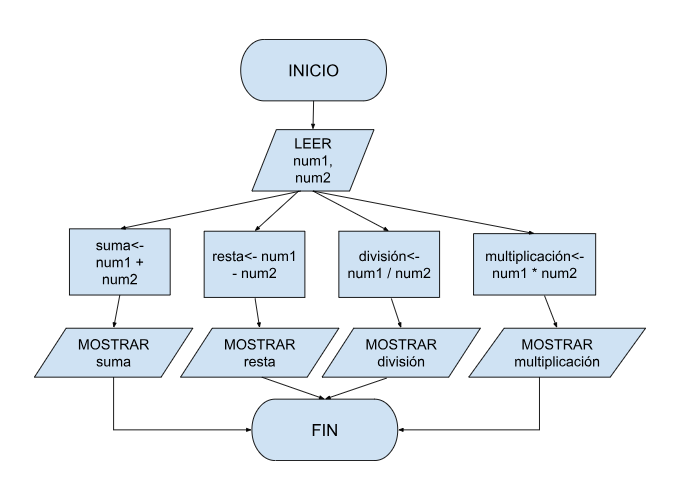 INICIO
LEER
num1,
num2
suma<-
num1 +
num2
resta<- num1
- num2
división<-
num1 / num2
multiplicación<-
num1 * num2
MOSTRAR
suma
MOSTRAR
resta
MOSTRAR
división
MOSTRAR
multiplicación
FIN